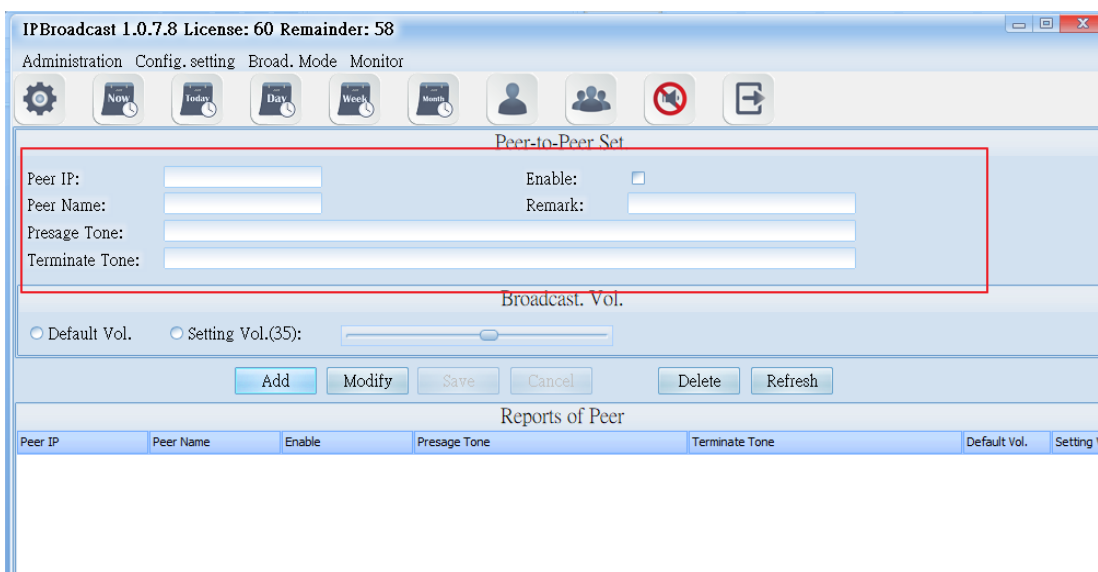 IPBroadcast 1.0.7.8 License: 60 Remainder: 58
Administration Config. setting Broad. Mode Monitor
Now Today Day Week Month
Peer-to-Peer Set
Peer IP: Enable:
Peer Name: Remark:
Presage Tone:
Terminate Tone:
Broadcast. Vol.
Default Vol. Setting Vol.(35):
Add Modify Save Cancel Delete Refresh
Reports of Peer
Peer IP Peer Name Enable Presage Tone Terminate Tone Default Vol. Setting